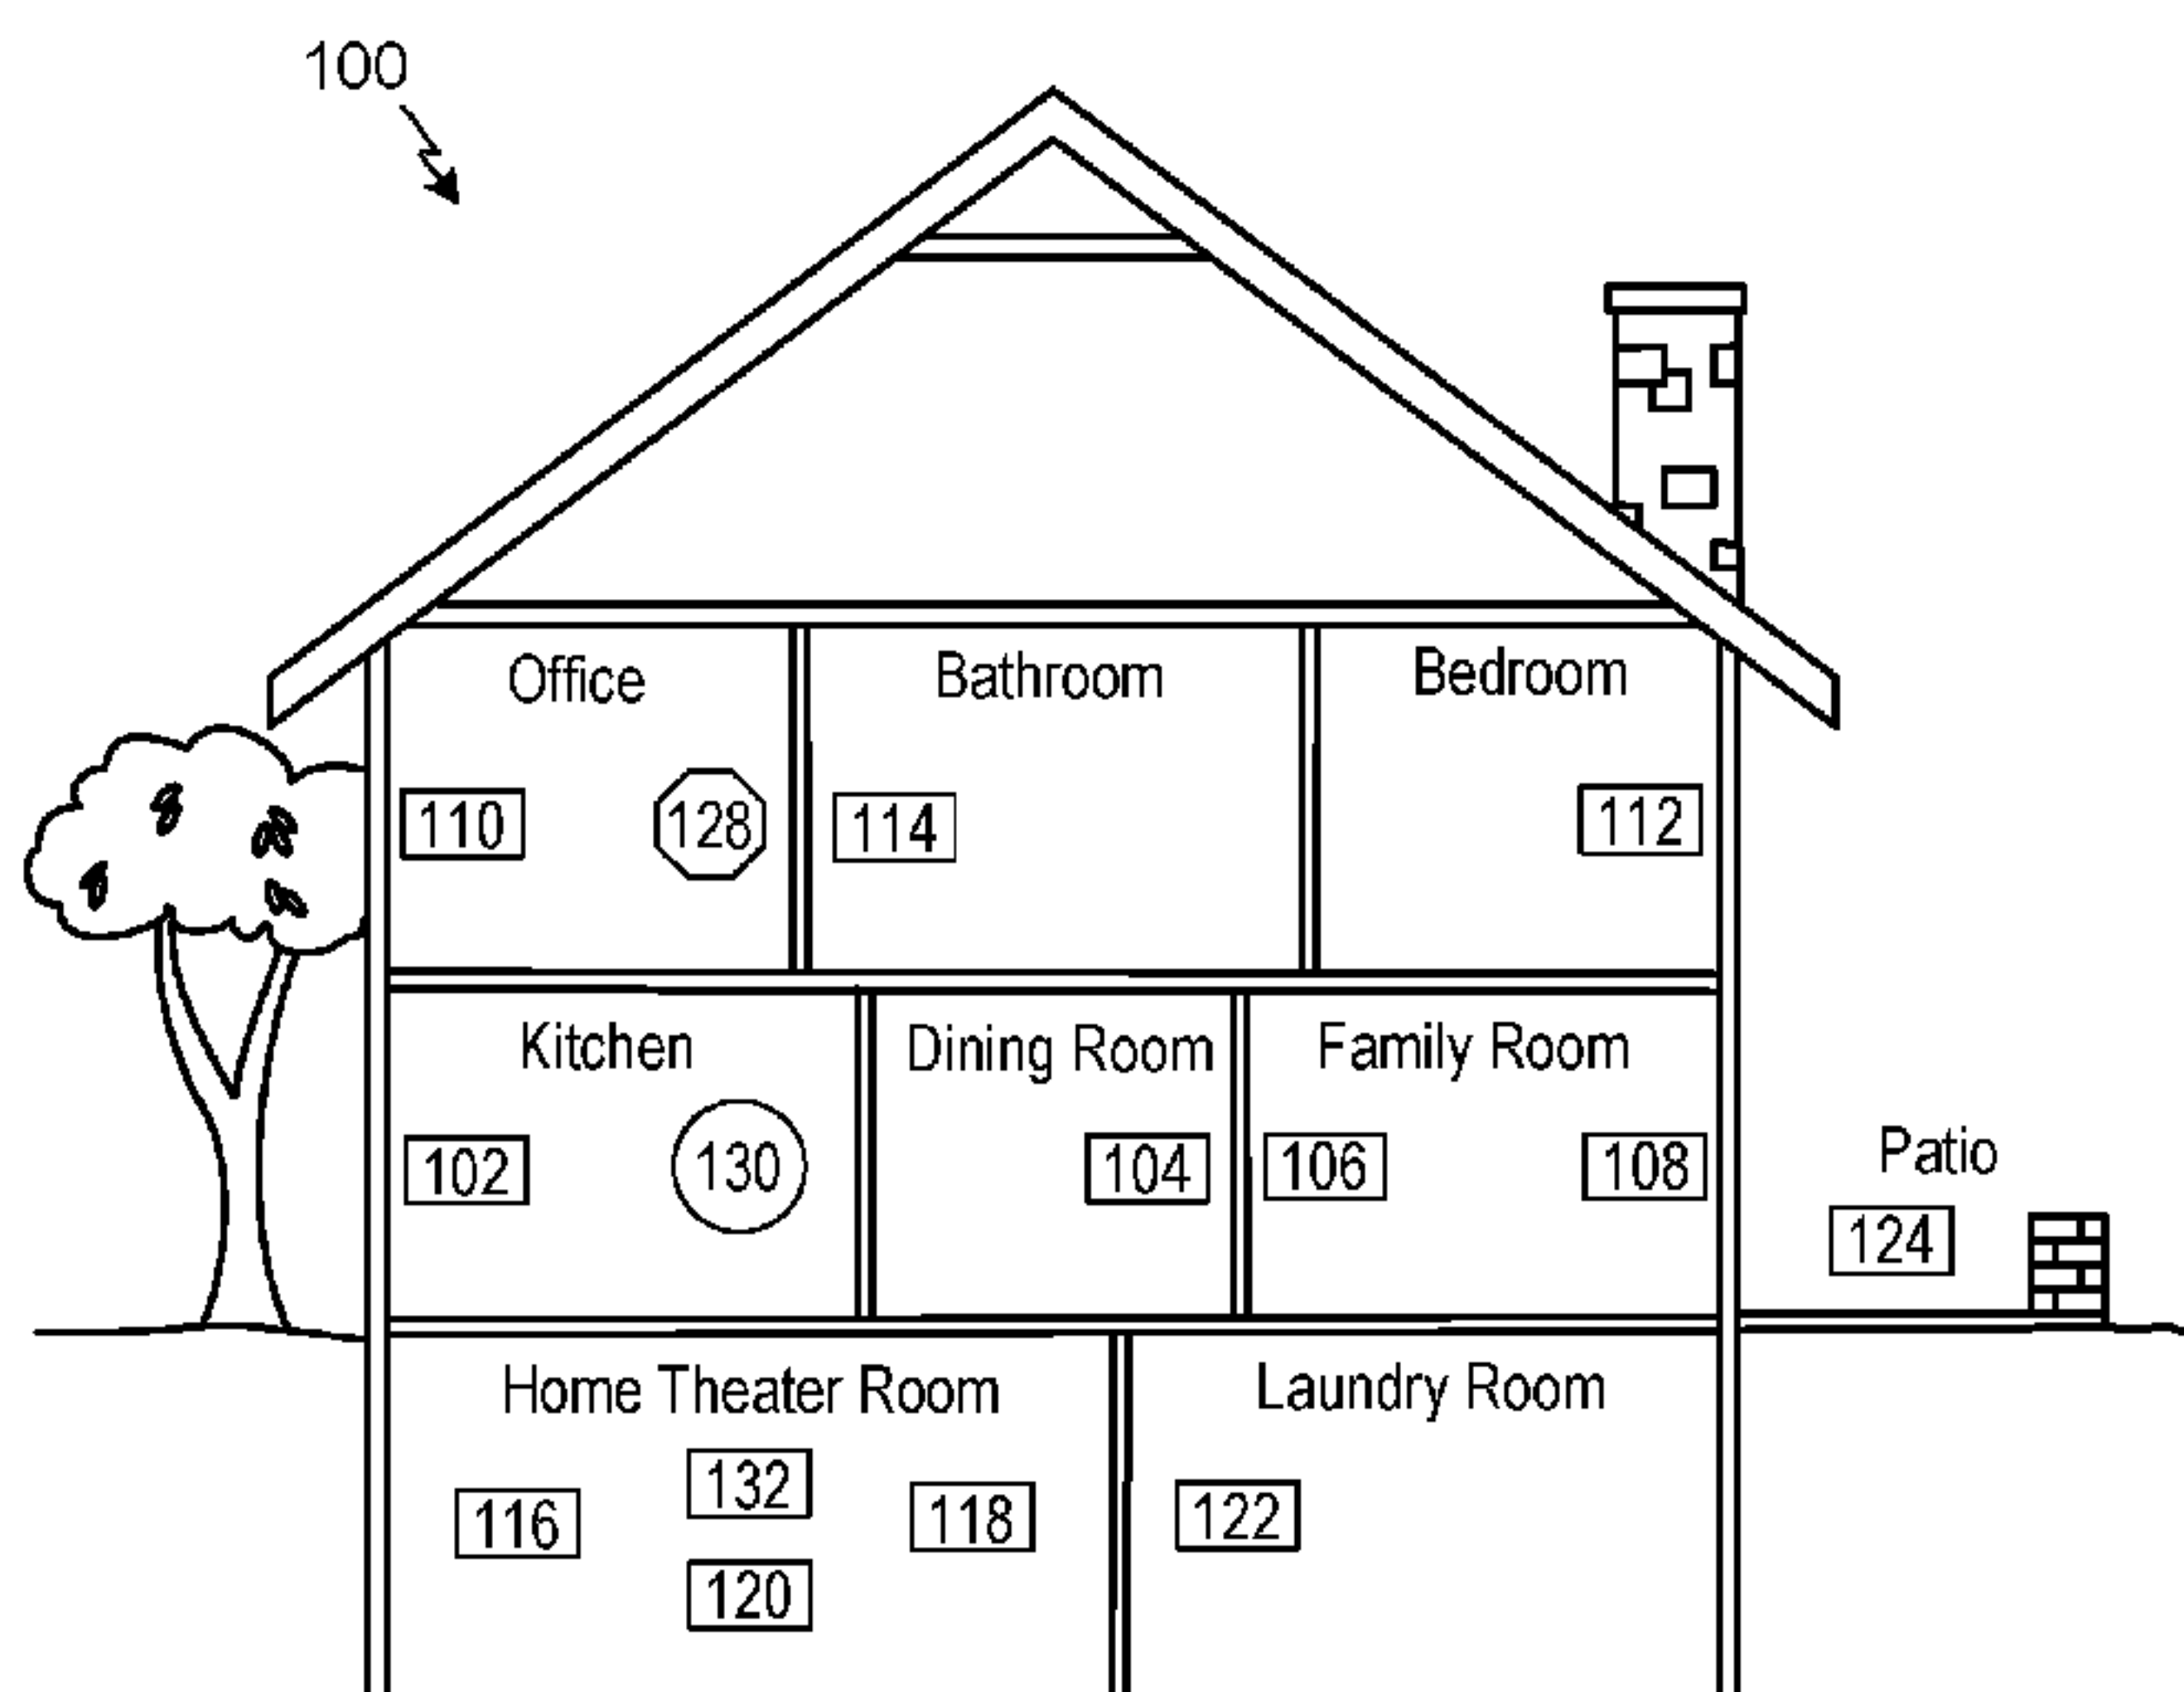 100
Office
Bathroom
Bedroom
110
128
114
112
Kitchen
Dining Room
Family Room
102
130
104
106
108
Patio
124
Home Theater Room
Laundry Room
116
132
118
122
120